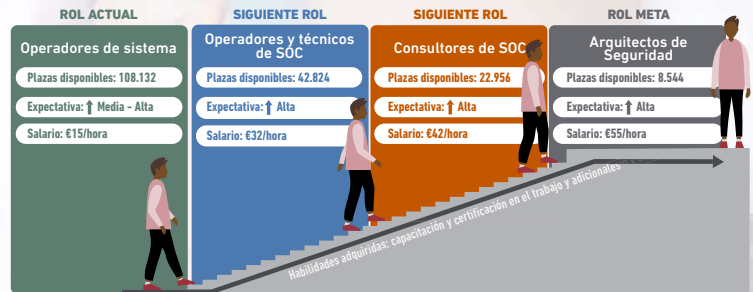 ROL ACTUAL
Operadores de sistema
Plazas disponibles: 108.132
Expectativa: ↑ Media - Alta
Salario: €15/hora
SIGUIENTE ROL
Operadores y técnicos
de SOC
Plazas disponibles: 42.824
Expectativa: ↑ Alta
Salario: €32/hora
SIGUIENTE ROL
Consultores de SOC
Plazas disponibles: 22.956
Expectativa: ↑ Alta
Salario: €42/hora
ROL META
Arquitectos de
Seguridad
Plazas disponibles: 8.544
Expectativa: ↑ Alta
Salario: €55/hora
Habilidades adquiridas: capacitación y certificación en el trabajo y adicionales